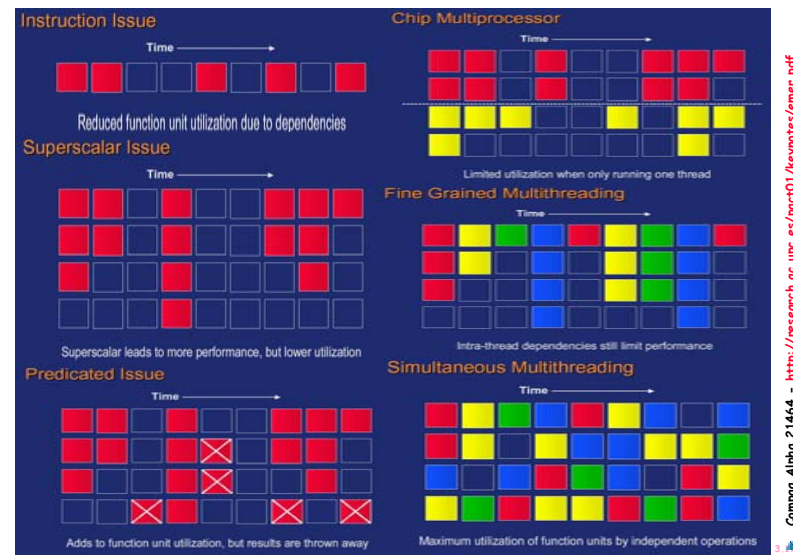 Instruction Issue
Time
Reduced function unit utilization due to dependencies
Superscalar Issue
Time
Superscalar leads to more performance, but lower utilization
Predicated Issue
Time
Adds to function unit utilization, but results are thrown away
Chip Multiprocessor
Time
Limited utilization when only running one thread
Fine Grained Multithreading
Time
Intra-thread dependencies still limit performance
Simultaneous Multithreading
Time
Maximum utilization of function units by independent operations
Compaq Alpha 21464 –